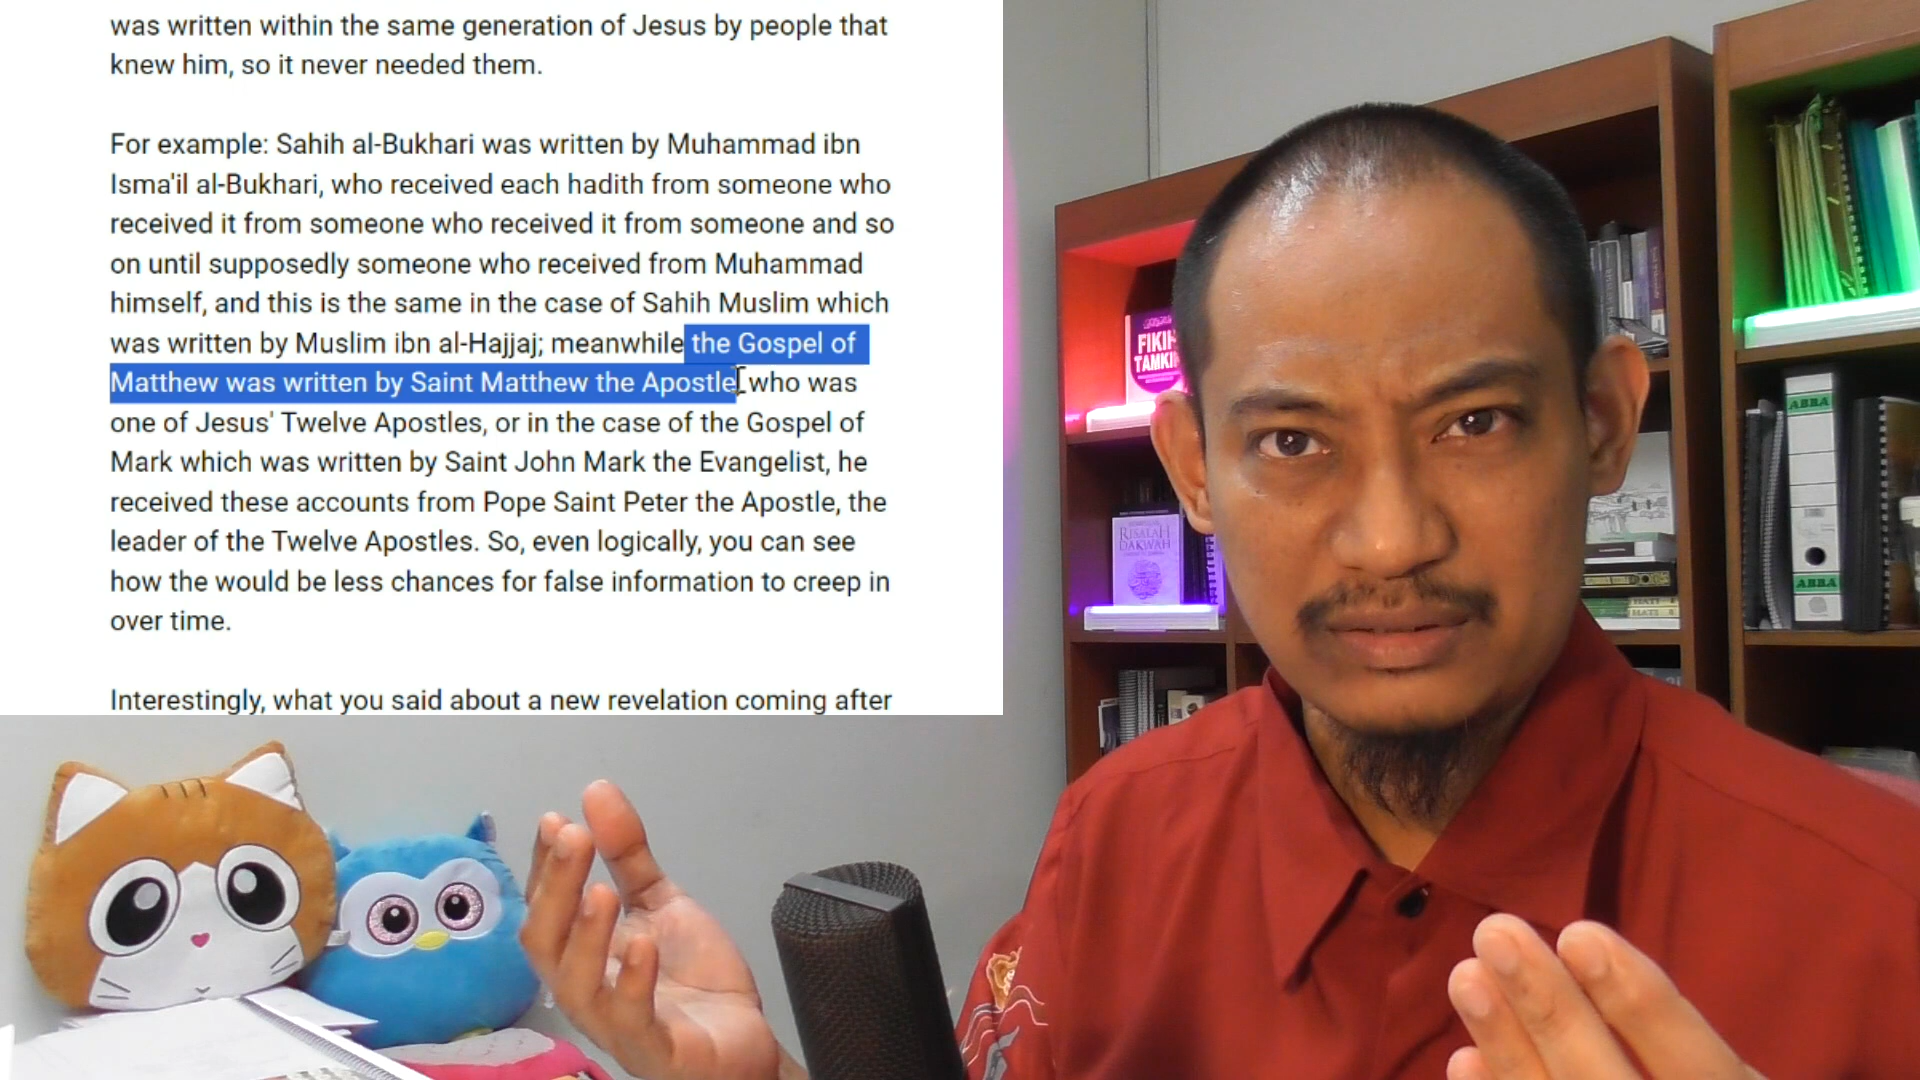 was written within the same generation of Jesus by people that
knew him, so it never needed them.
For example: Sahih al-Bukhari was written by Muhammad ibn
Isma'il al-Bukhari, who received each hadith from someone who
received it from someone who received it from someone and so
on until supposedly someone who received from Muhammad
himself, and this is the same in the case of Sahih Muslim which
was written by Muslim ibn al-Hajjaj; meanwhile the Gospel of
Matthew was written by Saint Matthew the Apostle who was
one of Jesus' Twelve Apostles, or in the case of the Gospel of
Mark which was written by Saint John Mark the Evangelist, he
received these accounts from Pope Saint Peter the Apostle, the
leader of the Twelve Apostles. So, even logically, you can see
how the would be less chances for false information to creep in
over time.
Interestingly, what you said about a new revelation coming after
FIKIH
TAMKIN
RISALAH
DAKWAH
ABBA
ABBA
HATI
HATI